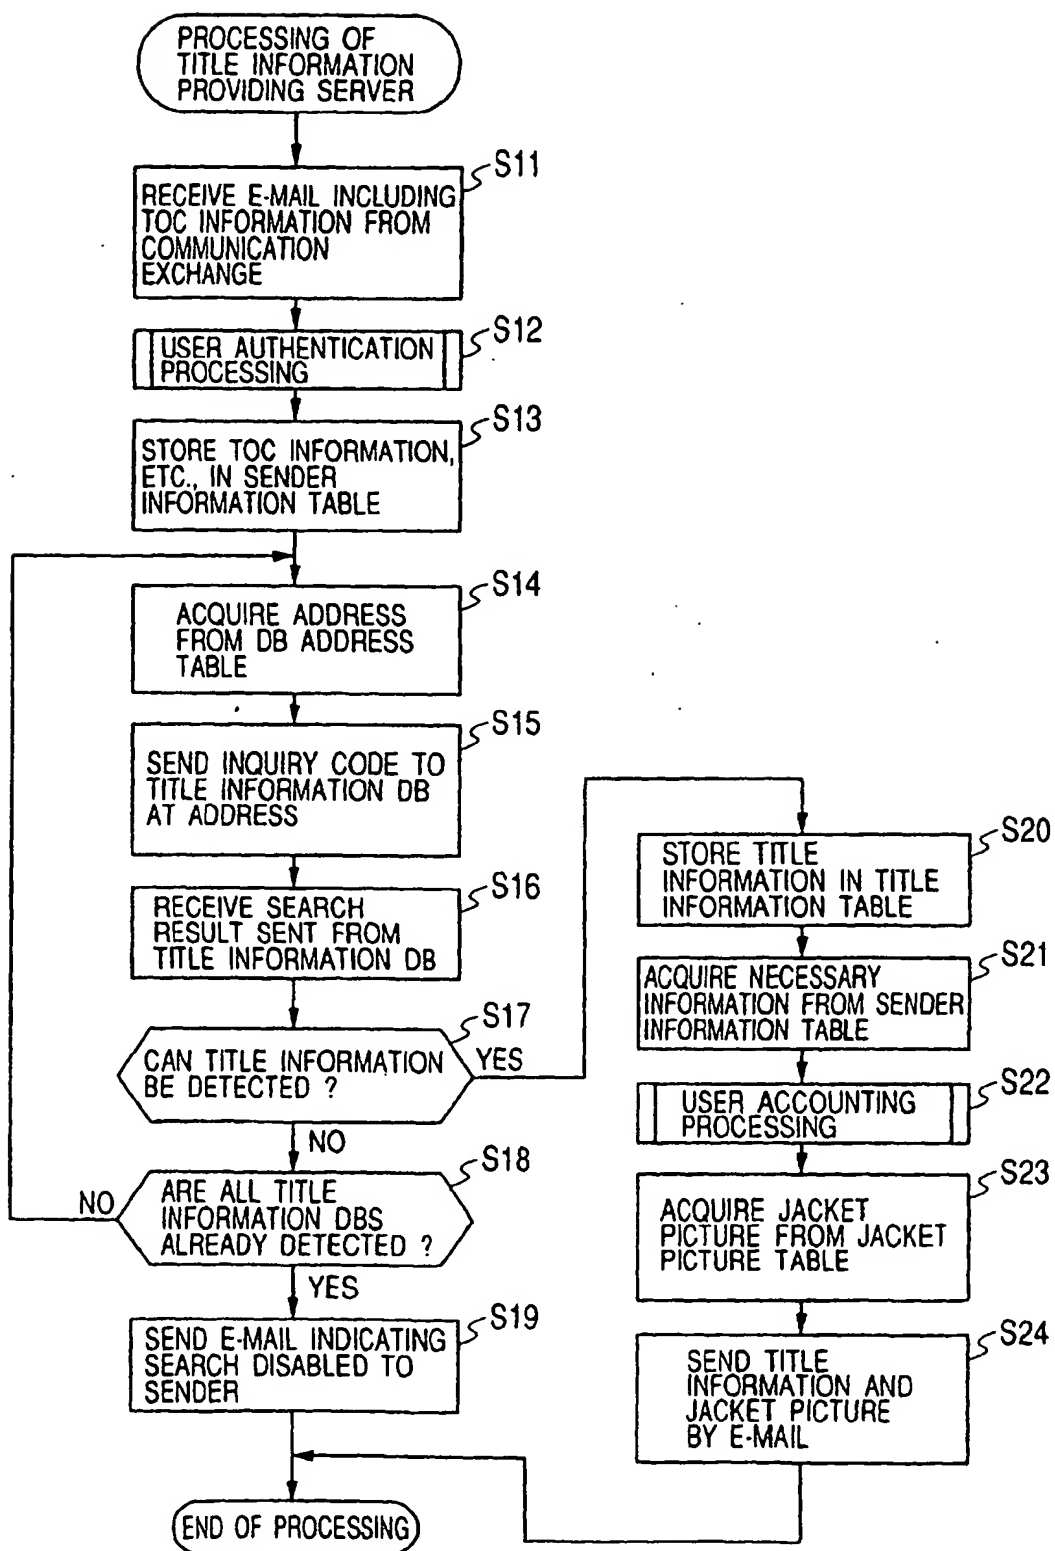 PROCESSING OF
TITLE INFORMATION
PROVIDING SERVER
S11
RECEIVE E-MAIL INCLUDING
TOC INFORMATION FROM
COMMUNICATION
EXCHANGE
S12
USER AUTHENTICATION
PROCESSING
S13
STORE TOC INFORMATION,
ETC., IN SENDER
INFORMATION TABLE
S14
ACQUIRE ADDRESS
FROM DB ADDRESS
TABLE
S15
SEND INQUIRY CODE TO
TITLE INFORMATION DB
AT ADDRESS
S16
RECEIVE SEARCH
RESULT SENT FROM
TITLE INFORMATION DB
S17
CAN TITLE INFORMATION
BE DETECTED ?
YES
NO
S18
ARE ALL TITLE
INFORMATION DBS
ALREADY DETECTED ?
NO
YES
S19
SEND E-MAIL INDICATING
SEARCH DISABLED TO
SENDER
S20
STORE TITLE
INFORMATION IN TITLE
INFORMATION TABLE
S21
ACQUIRE NECESSARY
INFORMATION FROM SENDER
INFORMATION TABLE
S22
USER ACCOUNTING
PROCESSING
S23
ACQUIRE JACKET
PICTURE FROM JACKET
PICTURE TABLE
S24
SEND TITLE
INFORMATION AND
JACKET PICTURE
BY E-MAIL
END OF PROCESSING